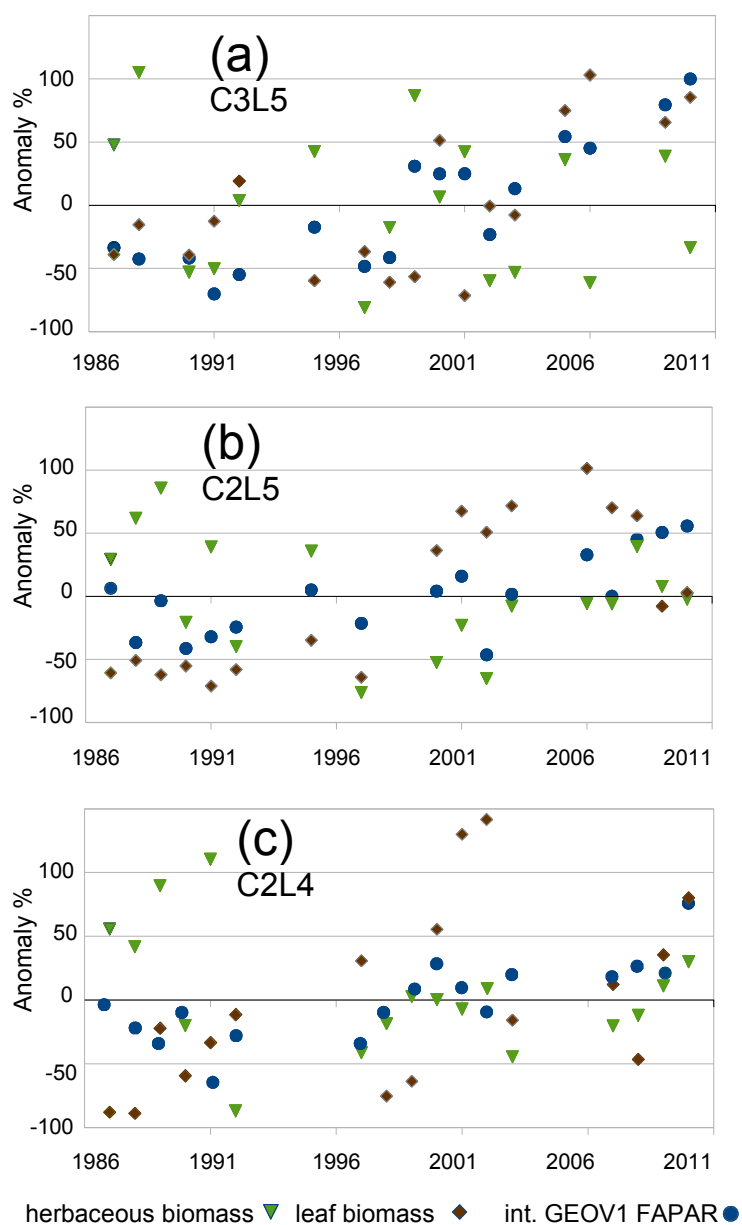 (a)
C3L5
Anomaly %
100
50
0
-50
-100
1986 1991 1996 2001 2006 2011
(b)
C2L5
Anomaly %
100
50
0
-50
-100
1986 1991 1996 2001 2006 2011
(c)
C2L4
Anomaly %
100
50
0
-50
-100
1986 1991 1996 2001 2006 2011
herbaceous biomass leaf biomass int. GEOV1 FAPAR